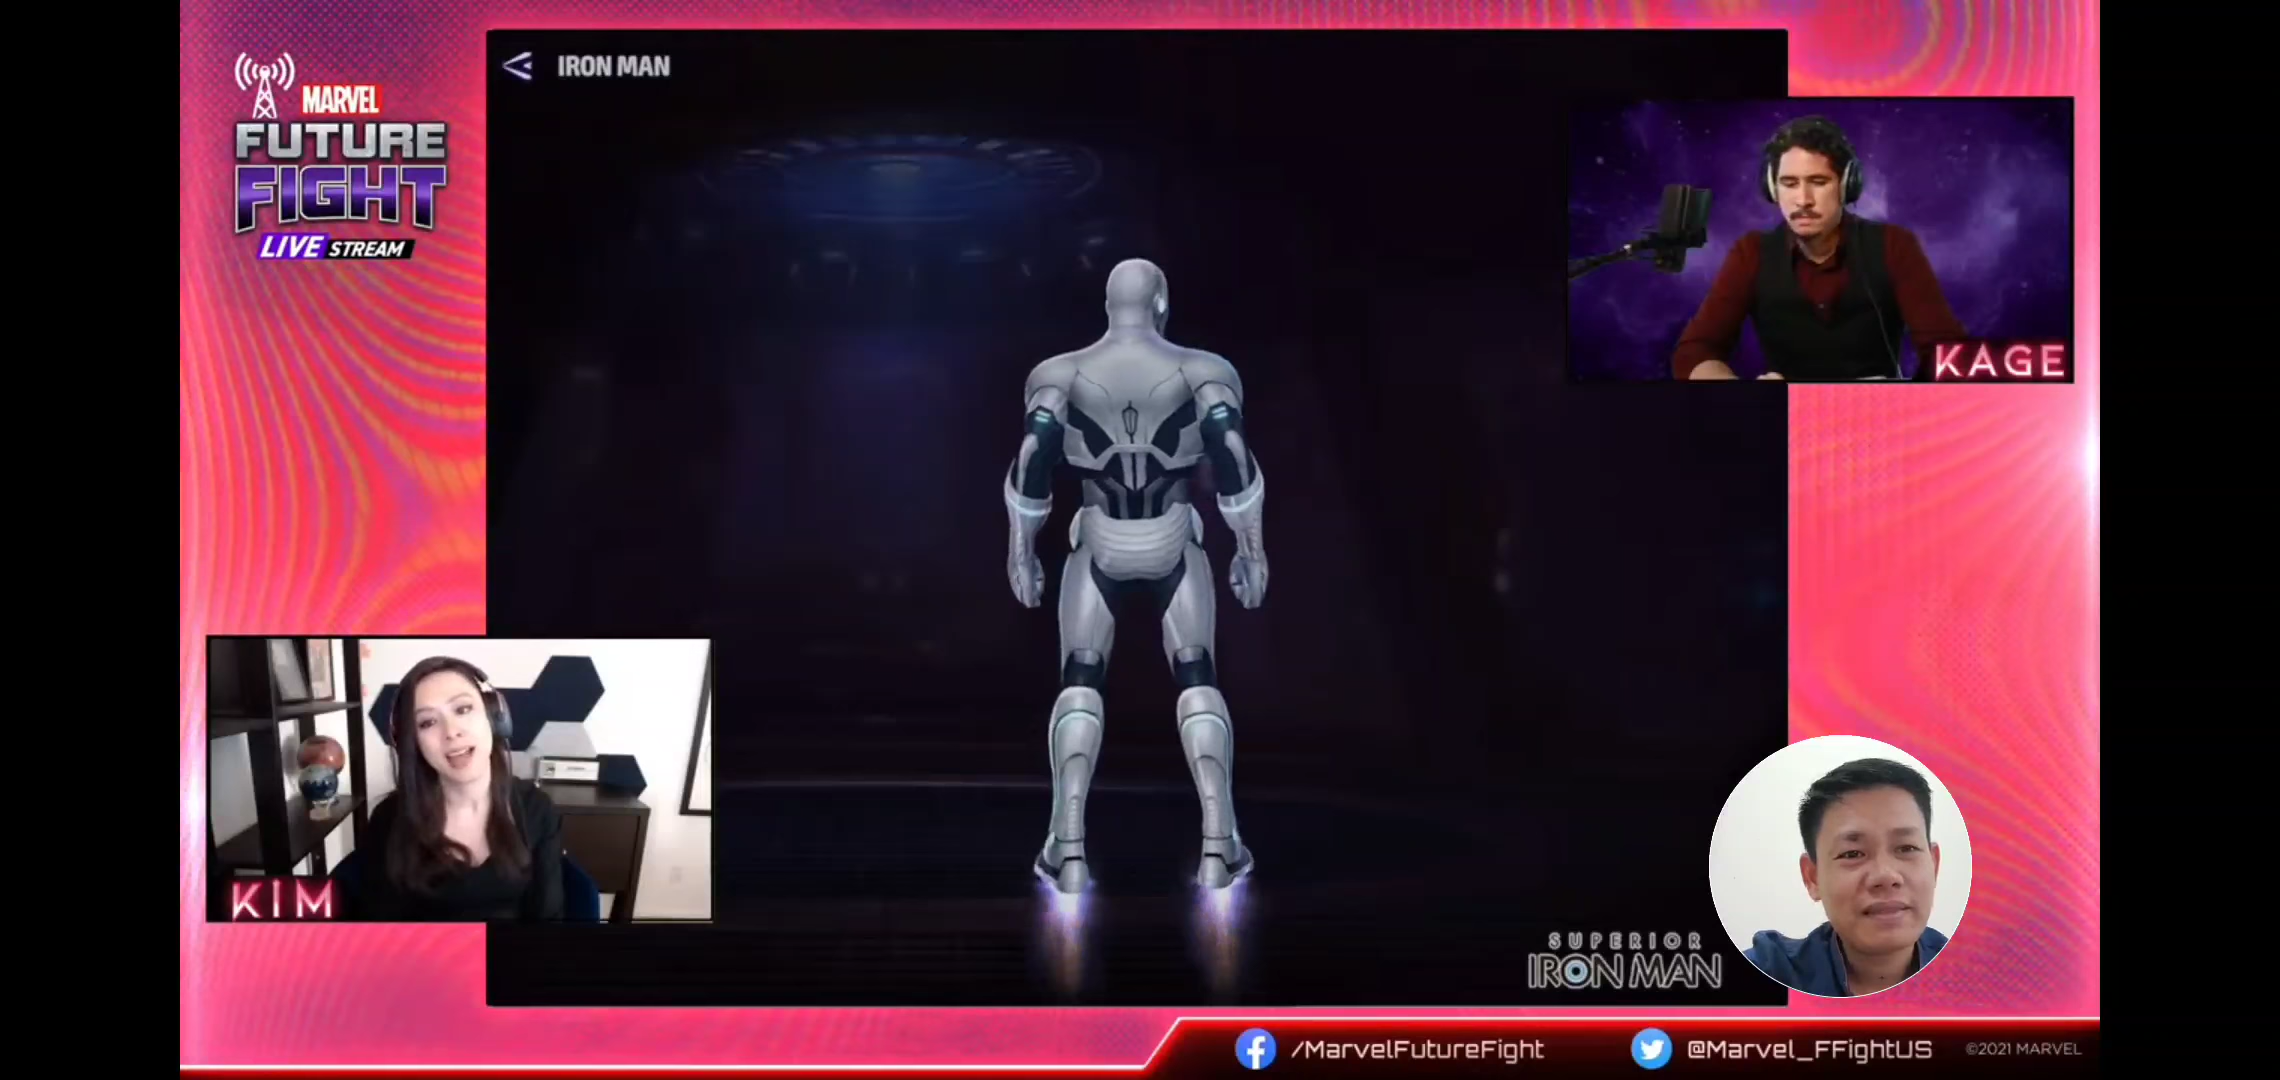 MARVEL
FUTURE
FIGHT
LIVE STREAM
IRON MAN
KAGE
KIM
SUPERIOR
IRON MAN
/MarvelFutureFight
@Marvel_FFightUS
©2021 MARVEL